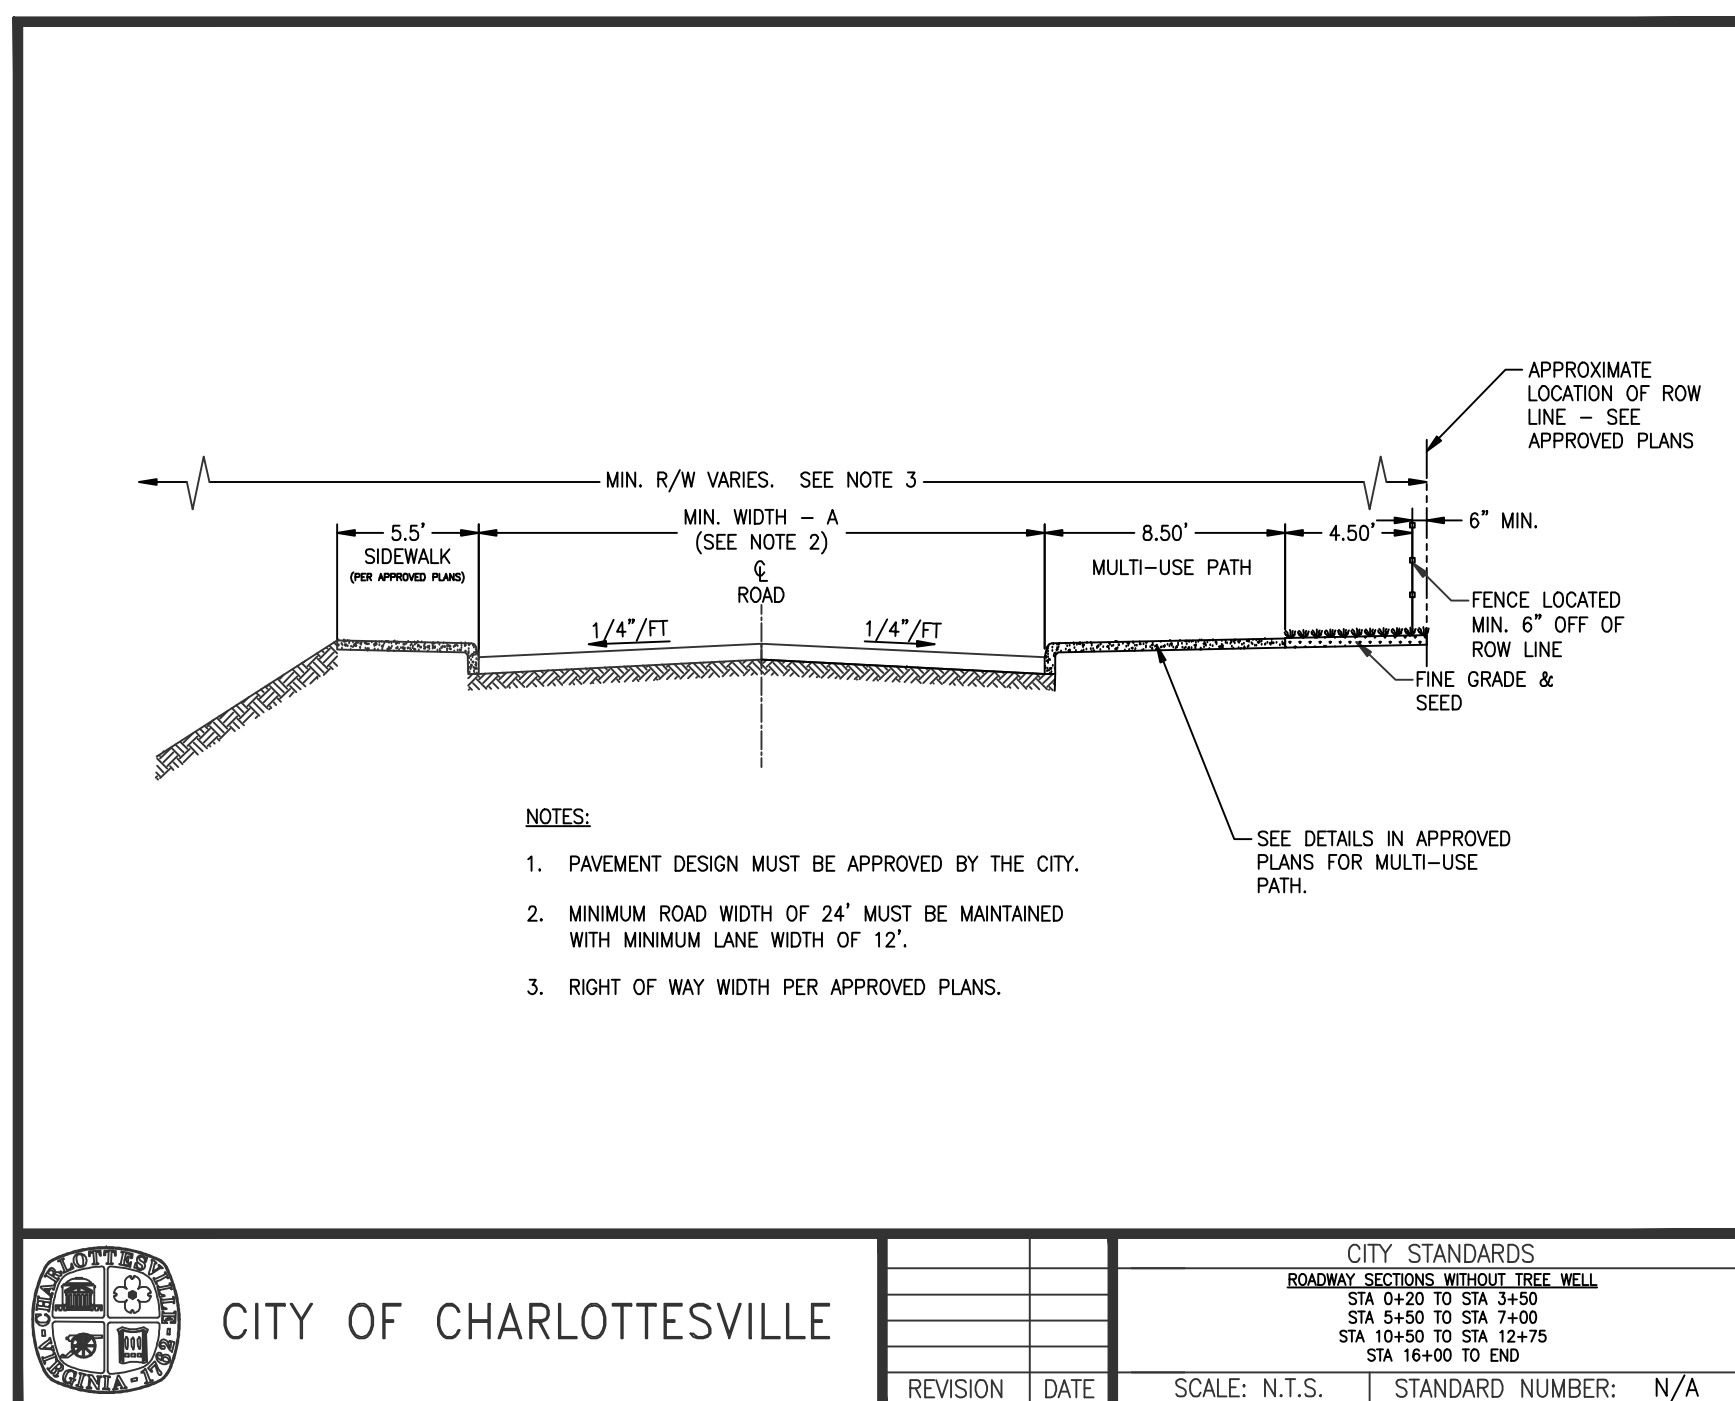 APPROXIMATE
LOCATION OF ROW
LINE – SEE
APPROVED PLANS
MIN. R/W VARIES. SEE NOTE 3
MIN. WIDTH – A
(SEE NOTE 2)
5.5'
SIDEWALK
(PER APPROVED PLANS)
℄
ROAD
8.50'
MULTI-USE PATH
4.50'
6" MIN.
1/4"/FT
1/4"/FT
FENCE LOCATED
MIN. 6" OFF OF
ROW LINE
FINE GRADE &
SEED
SEE DETAILS IN APPROVED
PLANS FOR MULTI-USE
PATH.
NOTES:
1. PAVEMENT DESIGN MUST BE APPROVED BY THE CITY.
2. MINIMUM ROAD WIDTH OF 24' MUST BE MAINTAINED
WITH MINIMUM LANE WIDTH OF 12'.
3. RIGHT OF WAY WIDTH PER APPROVED PLANS.
CHARLOTTESVILLE
VIRGINIA - 1762
CITY OF CHARLOTTESVILLE
REVISION
DATE
CITY STANDARDS
ROADWAY SECTIONS WITHOUT TREE WELL
STA 0+20 TO STA 3+50
STA 5+50 TO STA 7+00
STA 10+50 TO STA 12+75
STA 16+00 TO END
SCALE: N.T.S.
STANDARD NUMBER: N/A